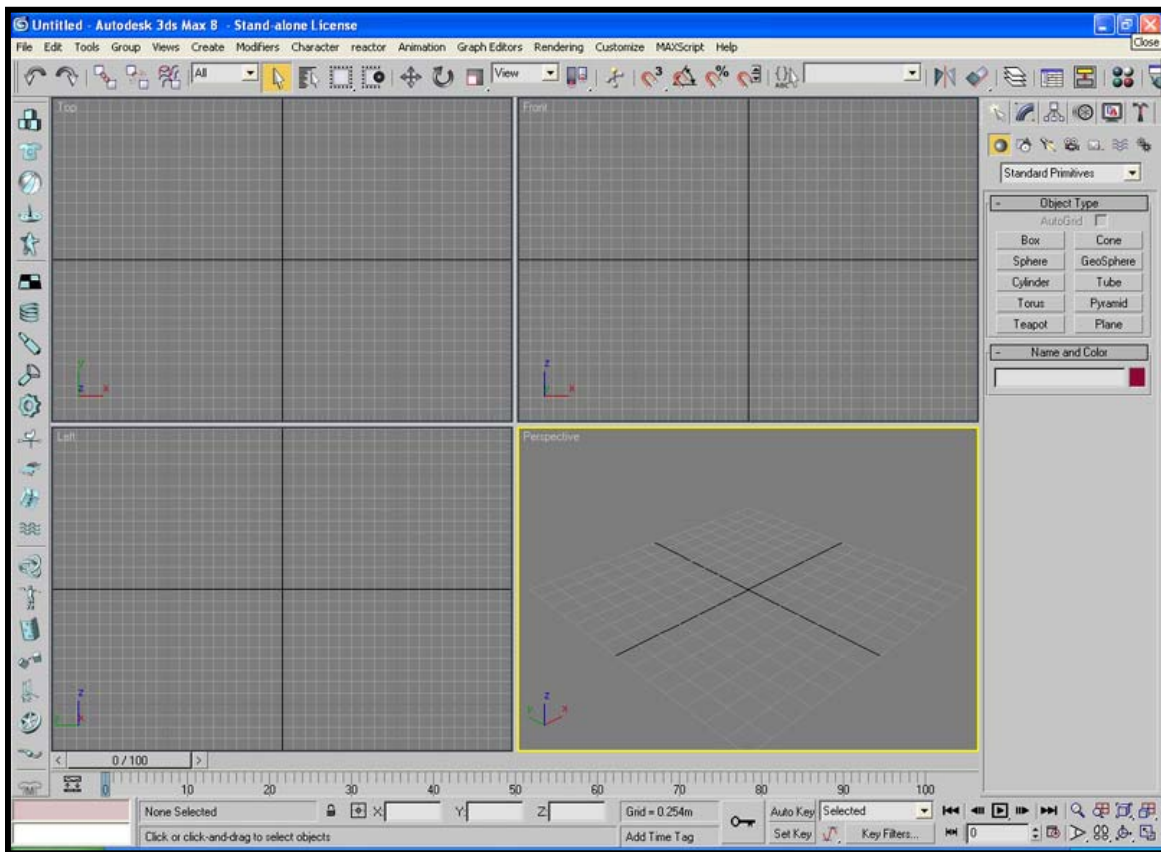 Untitled - Autodesk 3ds Max 8 - Stand-alone License
File Edit Tools Group Views Create Modifiers Character reactor Animation Graph Editors Rendering Customize MAXScript Help
Close
All
View
Top
Front
Standard Primitives
- Object Type
AutoGrid
Box Cone
Sphere GeoSphere
Cylinder Tube
Torus Pyramid
Teapot Plane
- Name and Color
y
z x
z
y x
Left
Perspective
z
y x
z
y x
< 0 / 100 >
0 10 20 30 40 50 60 70 80 90 100
None Selected X: Y: Z: Grid = 0.254m Auto Key Selected
Click or click-and-drag to select objects Add Time Tag Set Key Key Filters... 0